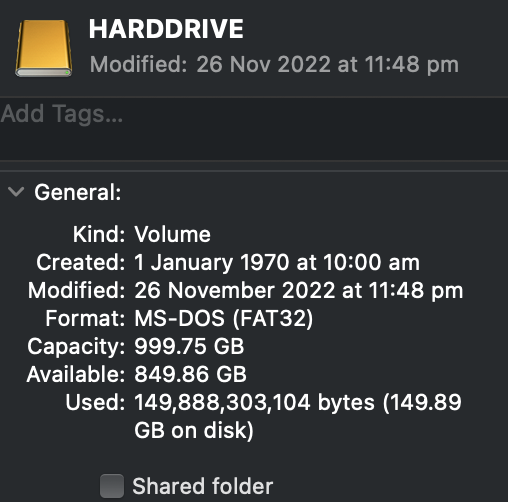 HARDDRIVE
Modified: 26 Nov 2022 at 11:48 pm
Add Tags...
General:
Kind: Volume
Created: 1 January 1970 at 10:00 am
Modified: 26 November 2022 at 11:48 pm
Format: MS-DOS (FAT32)
Capacity: 999.75 GB
Available: 849.86 GB
Used: 149,888,303,104 bytes (149.89
GB on disk)
Shared folder